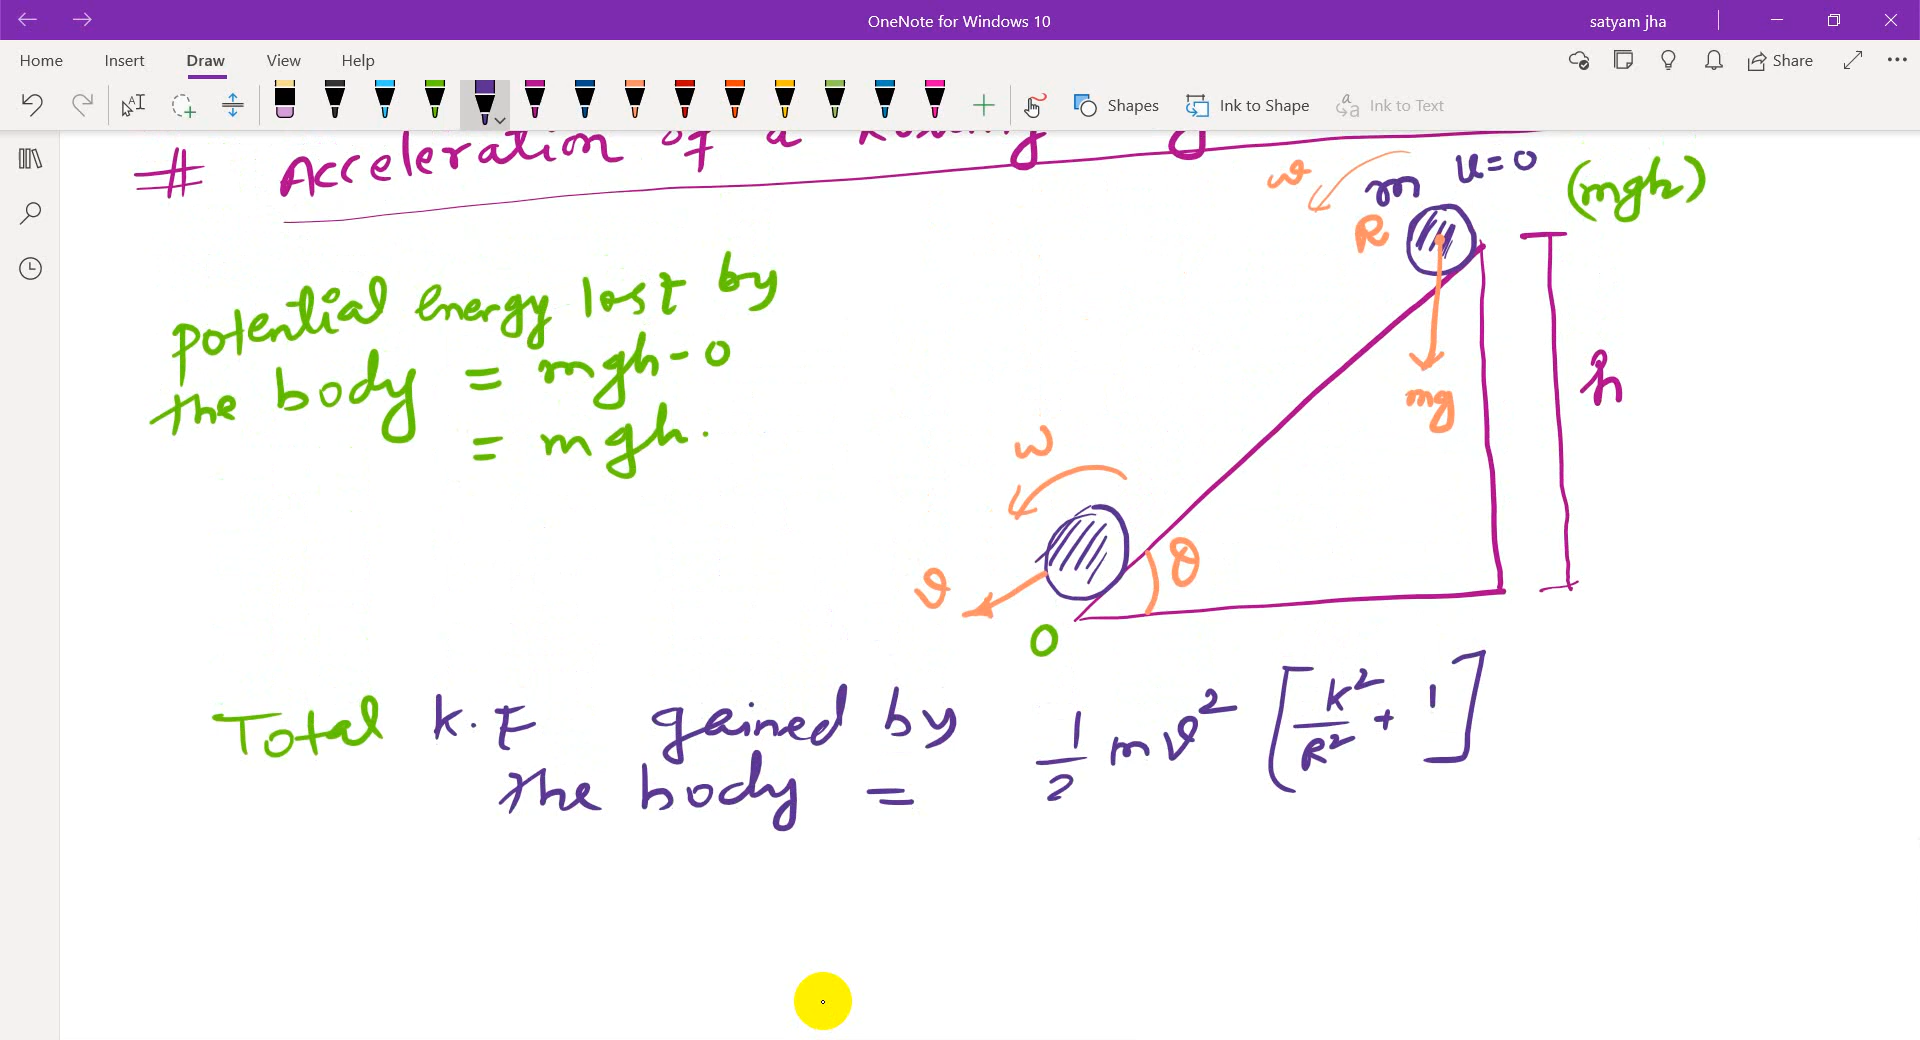 OneNote for Windows 10
satyam jha
Home Insert Draw View Help
Share
Shapes
Ink to Shape
Ink to Text
# Acceleration of a
potential energy lost by
the body = mgh - 0
= mgh.
ω
m
u = 0
(mgh)
R
mg
h
ω
v
θ
0
Total K.E gained by
the body = 1/2 mv² [K²/R² + 1]